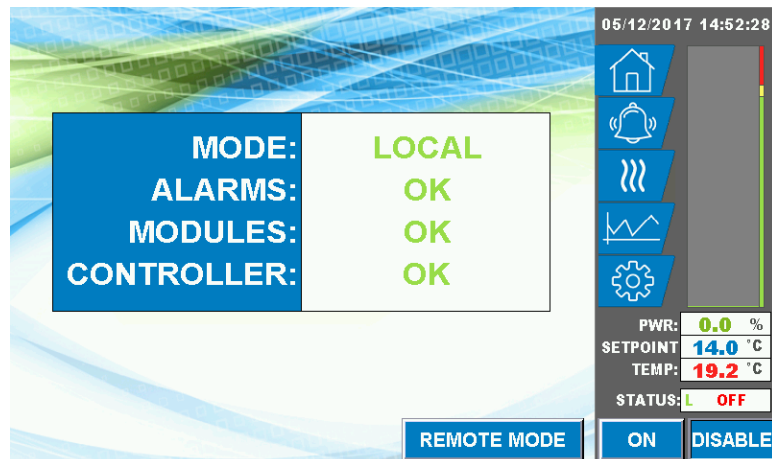 05/12/2017 14:52:28
MODE: LOCAL
ALARMS: OK
MODULES: OK
CONTROLLER: OK
PWR: 0.0 %
SETPOINT 14.0 °C
TEMP: 19.2 °C
STATUS: L OFF
REMOTE MODE ON DISABLE